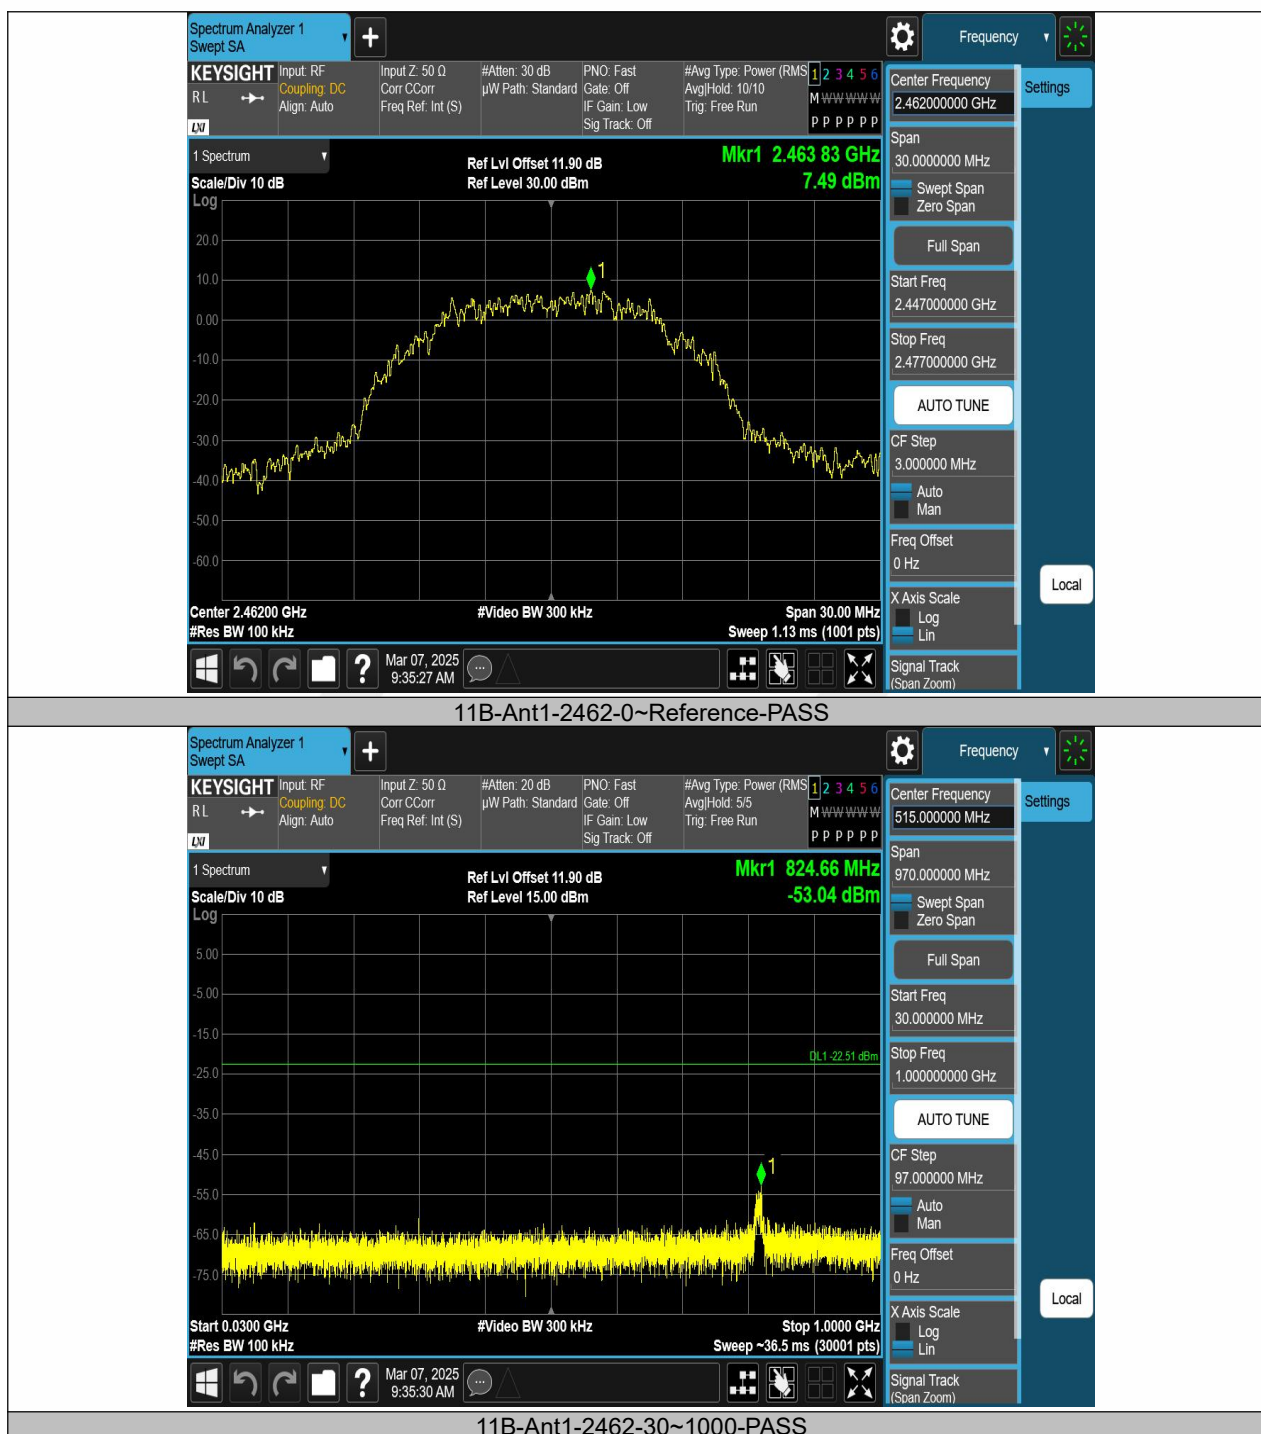 Spectrum Analyzer 1
Swept SA
+
Frequency
KEYSIGHT
RL
LXI
Input: RF
Coupling: DC
Align: Auto
Input Z: 50 Ω
Corr CCorr
Freq Ref: Int (S)
#Atten: 30 dB
µW Path: Standard
PNO: Fast
Gate: Off
IF Gain: Low
Sig Track: Off
#Avg Type: Power (RMS
Avg|Hold: 10/10
Trig: Free Run
1 2 3 4 5 6
M W W W W W
P P P P P P
1 Spectrum
Scale/Div 10 dB
Ref Lvl Offset 11.90 dB
Ref Level 30.00 dBm
Mkr1 2.463 83 GHz
7.49 dBm
Log
20.0
10.0
0.00
-10.0
-20.0
-30.0
-40.0
-50.0
-60.0
1
Center 2.46200 GHz
#Res BW 100 kHz
#Video BW 300 kHz
Span 30.00 MHz
Sweep 1.13 ms (1001 pts)
Mar 07, 2025
9:35:27 AM
?
Center Frequency
2.462000000 GHz
Settings
Span
30.0000000 MHz
Swept Span
Zero Span
Full Span
Start Freq
2.447000000 GHz
Stop Freq
2.477000000 GHz
AUTO TUNE
CF Step
3.000000 MHz
Auto
Man
Freq Offset
0 Hz
X Axis Scale
Log
Lin
Local
Signal Track
(Span Zoom)
11B-Ant1-2462-0~Reference-PASS
Spectrum Analyzer 1
Swept SA
+
Frequency
KEYSIGHT
RL
LXI
Input: RF
Coupling: DC
Align: Auto
Input Z: 50 Ω
Corr CCorr
Freq Ref: Int (S)
#Atten: 20 dB
µW Path: Standard
PNO: Fast
Gate: Off
IF Gain: Low
Sig Track: Off
#Avg Type: Power (RMS
Avg|Hold: 5/5
Trig: Free Run
1 2 3 4 5 6
M W W W W W
P P P P P P
1 Spectrum
Scale/Div 10 dB
Ref Lvl Offset 11.90 dB
Ref Level 15.00 dBm
Mkr1 824.66 MHz
-53.04 dBm
Log
5.00
-5.00
-15.0
-25.0
-35.0
-45.0
-55.0
-65.0
-75.0
DL1 -22.51 dBm
1
Start 0.0300 GHz
#Res BW 100 kHz
#Video BW 300 kHz
Stop 1.0000 GHz
Sweep ~36.5 ms (30001 pts)
Mar 07, 2025
9:35:30 AM
?
Center Frequency
515.000000 MHz
Settings
Span
970.000000 MHz
Swept Span
Zero Span
Full Span
Start Freq
30.000000 MHz
Stop Freq
1.000000000 GHz
AUTO TUNE
CF Step
97.000000 MHz
Auto
Man
Freq Offset
0 Hz
X Axis Scale
Log
Lin
Local
Signal Track
(Span Zoom)
11B-Ant1-2462-30~1000-PASS